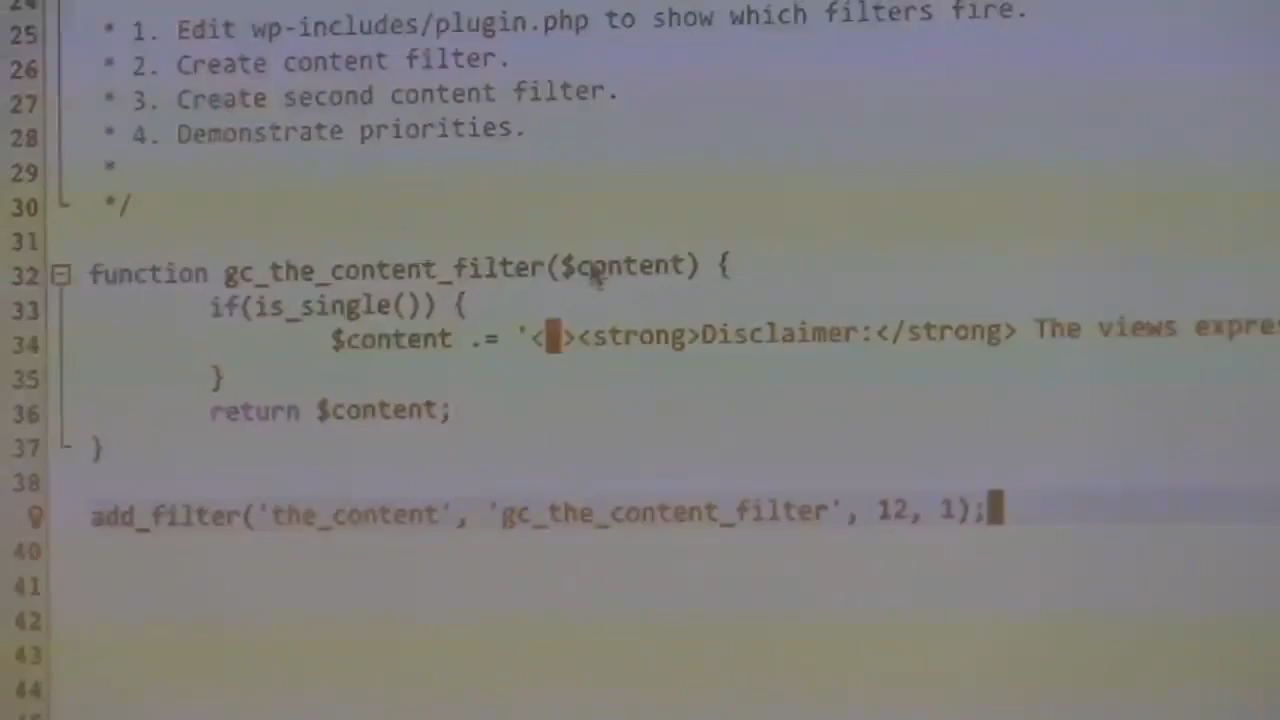 24
25 * 1. Edit wp-includes/plugin.php to show which filters fire.
26 * 2. Create content filter.
27 * 3. Create second content filter.
28 * 4. Demonstrate priorities.
29 *
30 */
31
32 function gc_the_content_filter($content) {
33 if(is_single()) {
34 $content .= '< ><strong>Disclaimer:</strong> The views expre
35 }
36 return $content;
37 }
38
add_filter('the_content', 'gc_the_content_filter', 12, 1);
40
41
42
43
44